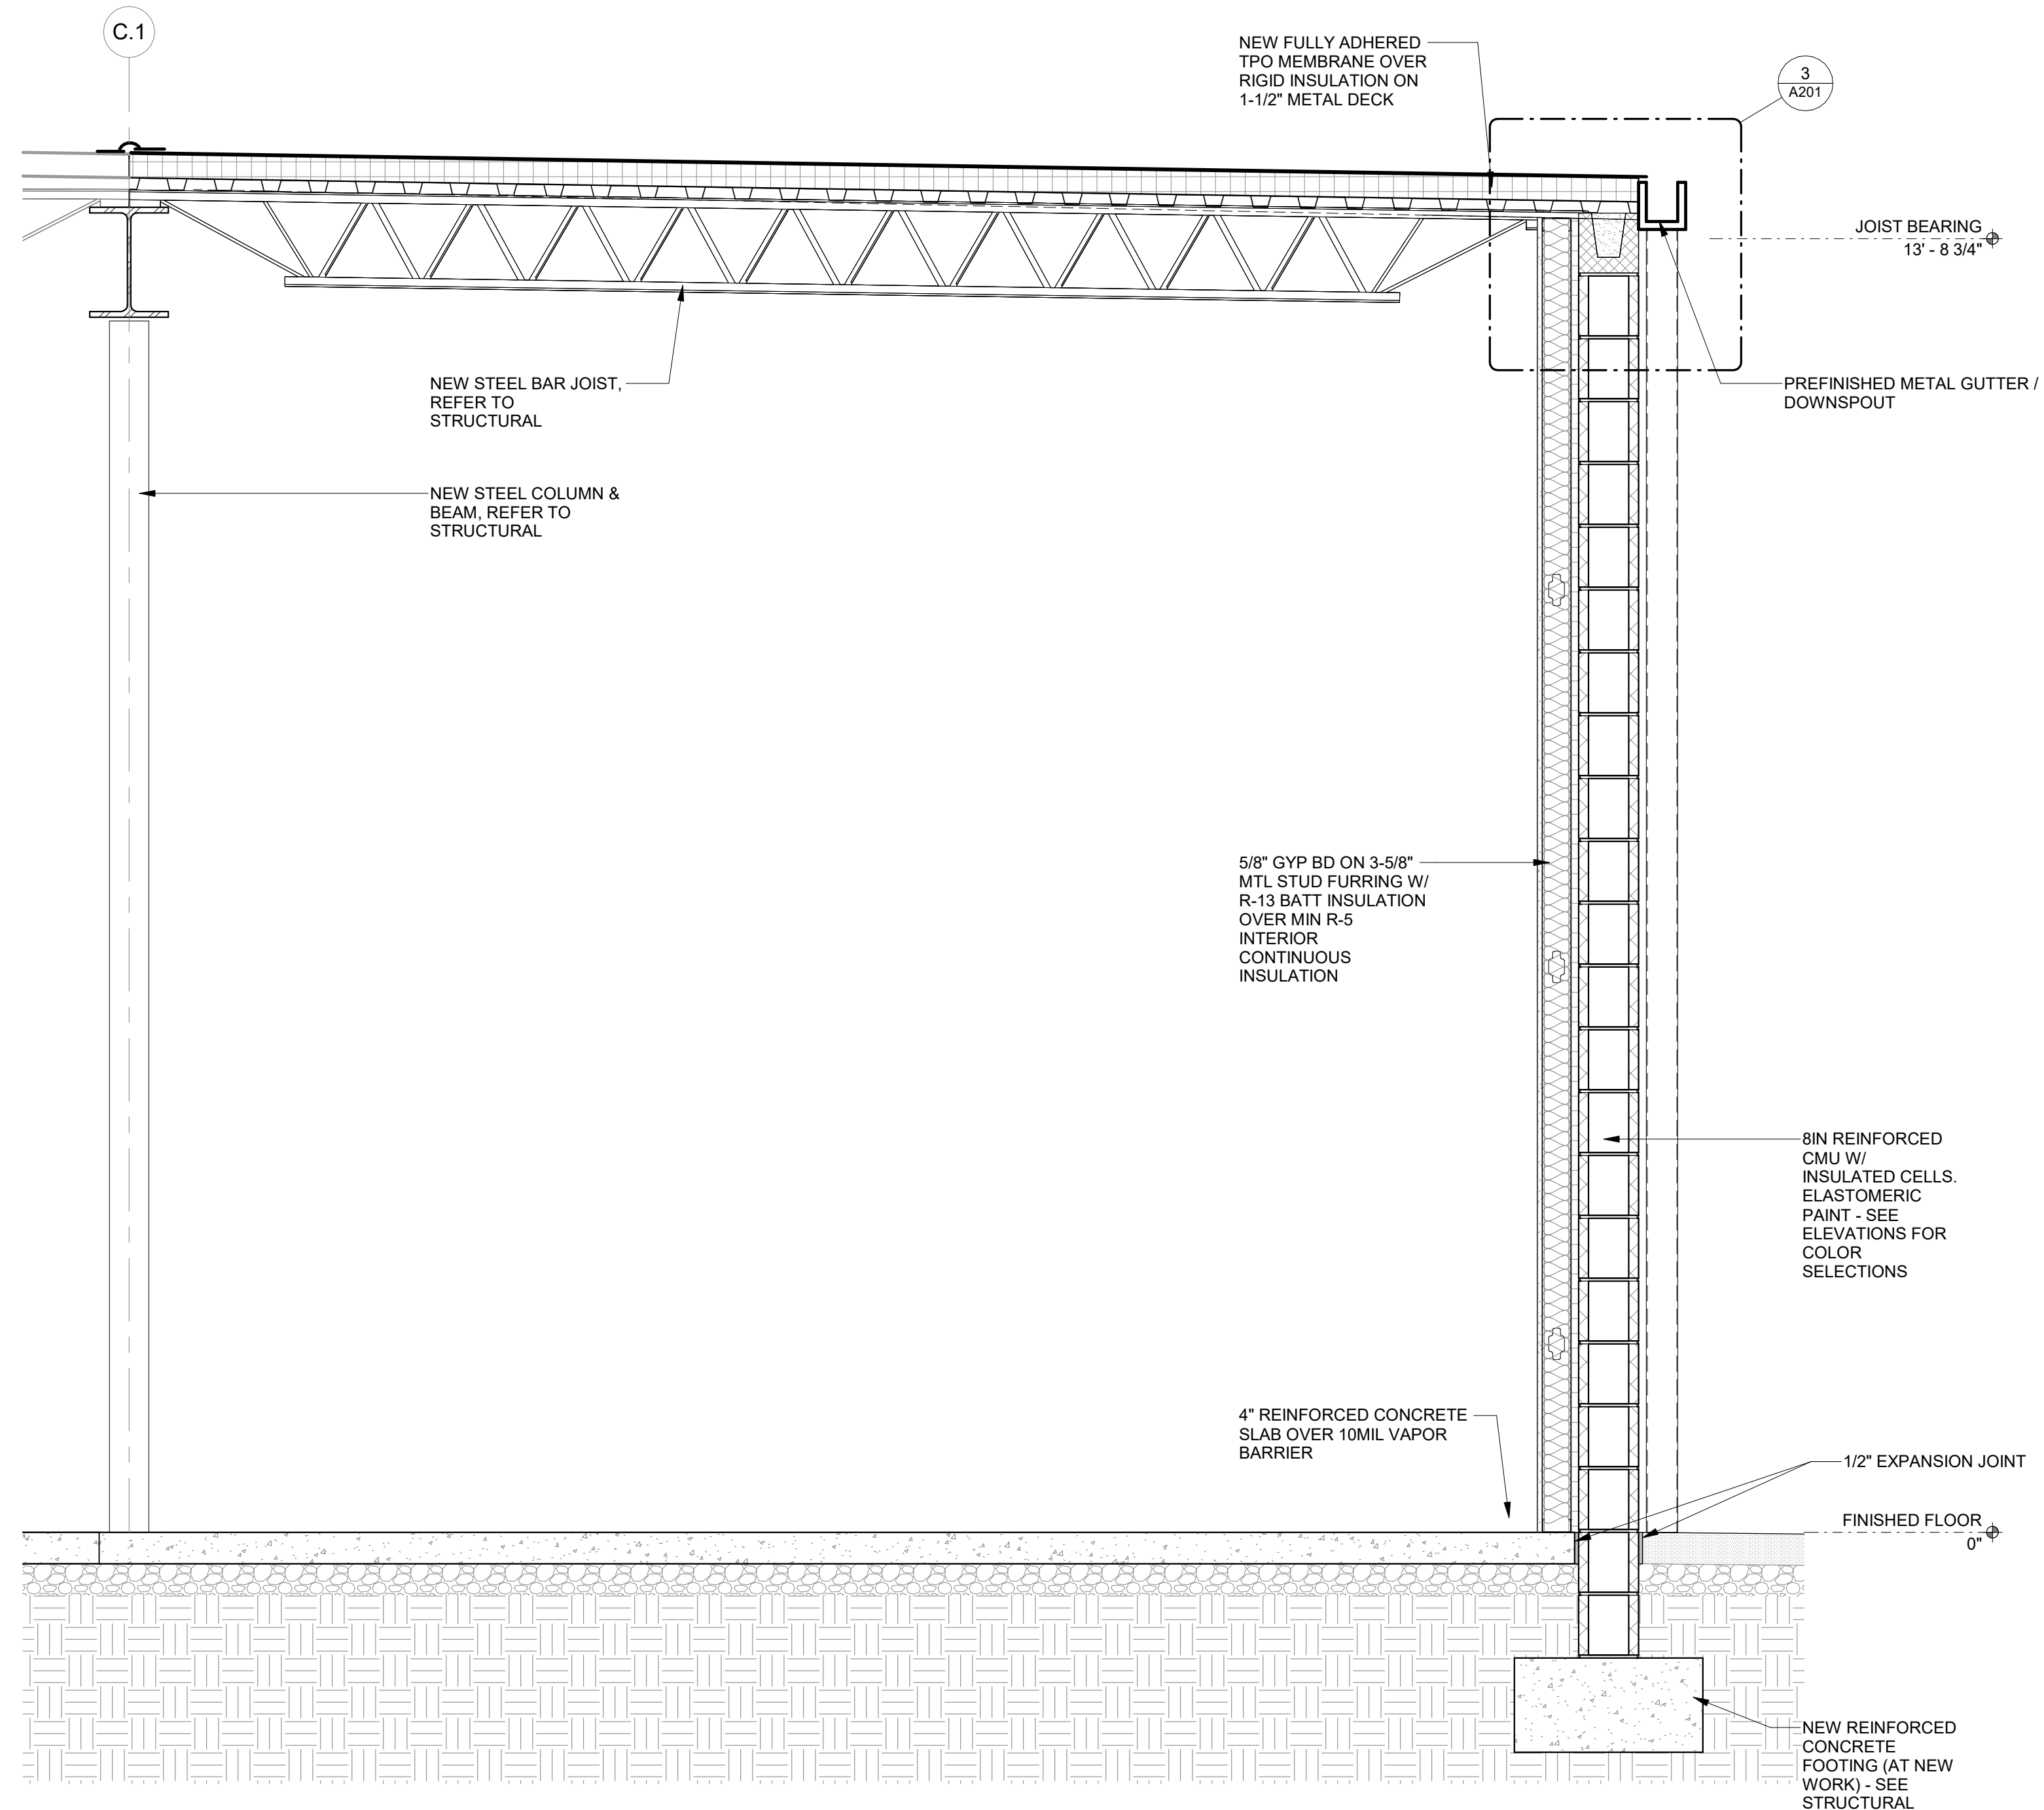 C.1
NEW FULLY ADHERED
TPO MEMBRANE OVER
RIGID INSULATION ON
1-1/2" METAL DECK
3
A201
JOIST BEARING
13' - 8 3/4"
NEW STEEL BAR JOIST,
REFER TO
STRUCTURAL
PREFINISHED METAL GUTTER /
DOWNSPOUT
NEW STEEL COLUMN &
BEAM, REFER TO
STRUCTURAL
5/8" GYP BD ON 3-5/8"
MTL STUD FURRING W/
R-13 BATT INSULATION
OVER MIN R-5
INTERIOR
CONTINUOUS
INSULATION
8IN REINFORCED
CMU W/
INSULATED CELLS.
ELASTOMERIC
PAINT - SEE
ELEVATIONS FOR
COLOR
SELECTIONS
4" REINFORCED CONCRETE
SLAB OVER 10MIL VAPOR
BARRIER
1/2" EXPANSION JOINT
FINISHED FLOOR
0"
NEW REINFORCED
CONCRETE
FOOTING (AT NEW
WORK) - SEE
STRUCTURAL